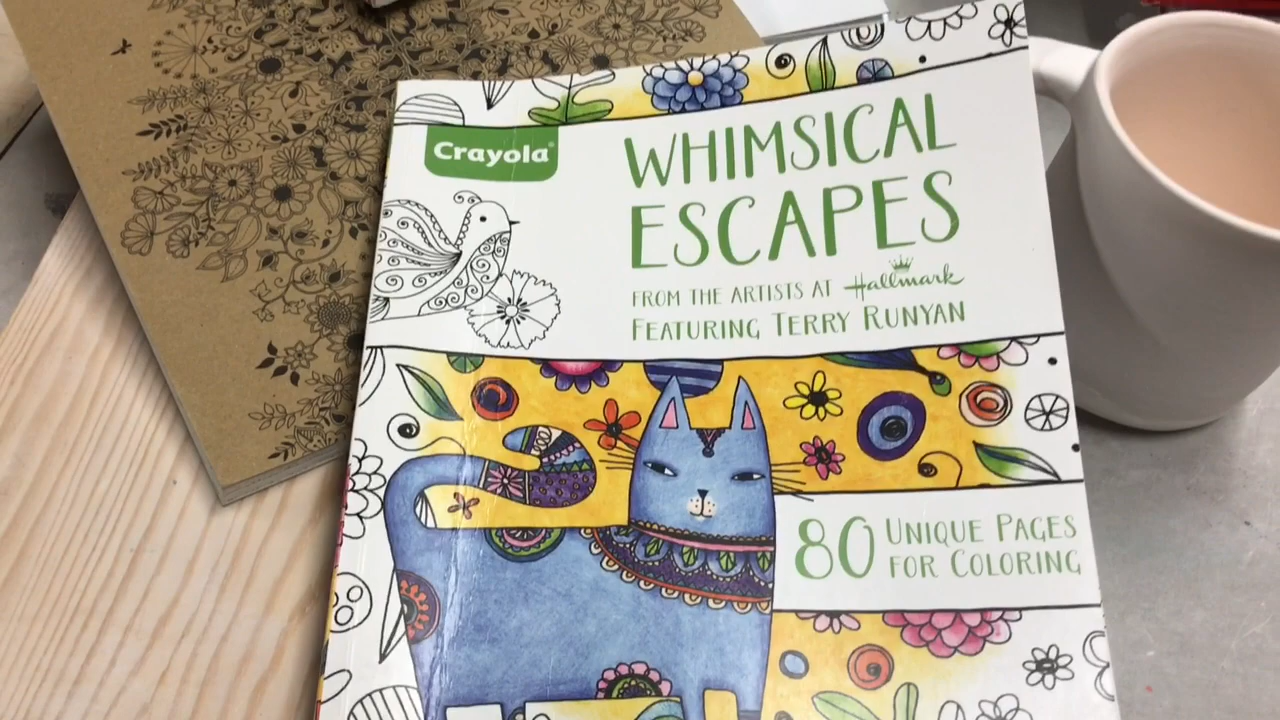 Crayola
WHIMSICAL
ESCAPES
FROM THE ARTISTS AT Hallmark
FEATURING TERRY RUNYAN
80 UNIQUE PAGES
FOR COLORING